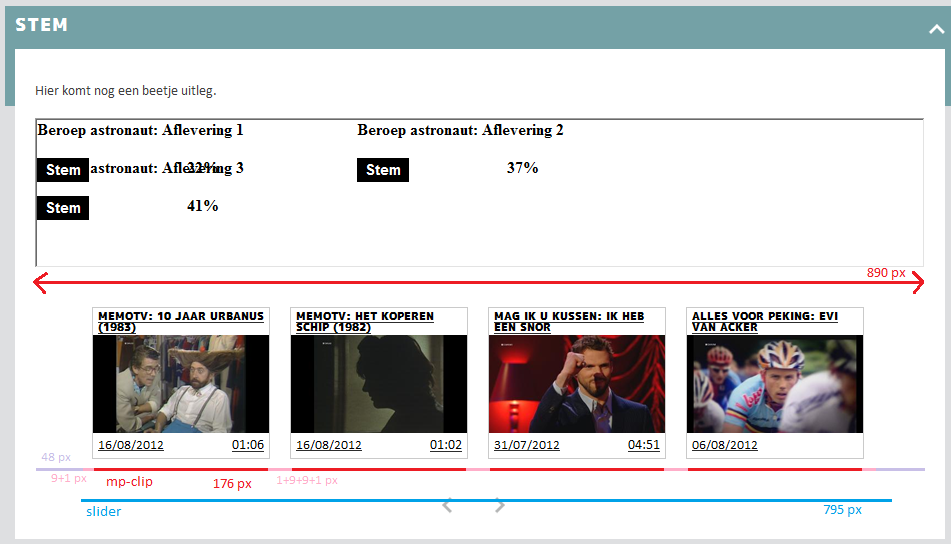 STEM
Hier komt nog een beetje uitleg.
Beroep astronaut: Aflevering 1
Beroep astronaut: Aflevering 2
Stem astronaut: Aflevering 3
22%
Stem 37%
Stem 41%
890 px
MEMOTV: 10 JAAR URBANUS
(1983)
MEMOTV: HET KOPEREN
SCHIP (1982)
MAG IK U KUSSEN: IK HEB
EEN SNOR
ALLES VOOR PEKING: EVI
VAN ACKER
16/08/2012 01:06
16/08/2012 01:02
31/07/2012 04:51
06/08/2012
48 px
9+1 px
mp-clip
176 px
1+9+9+1 px
slider
795 px